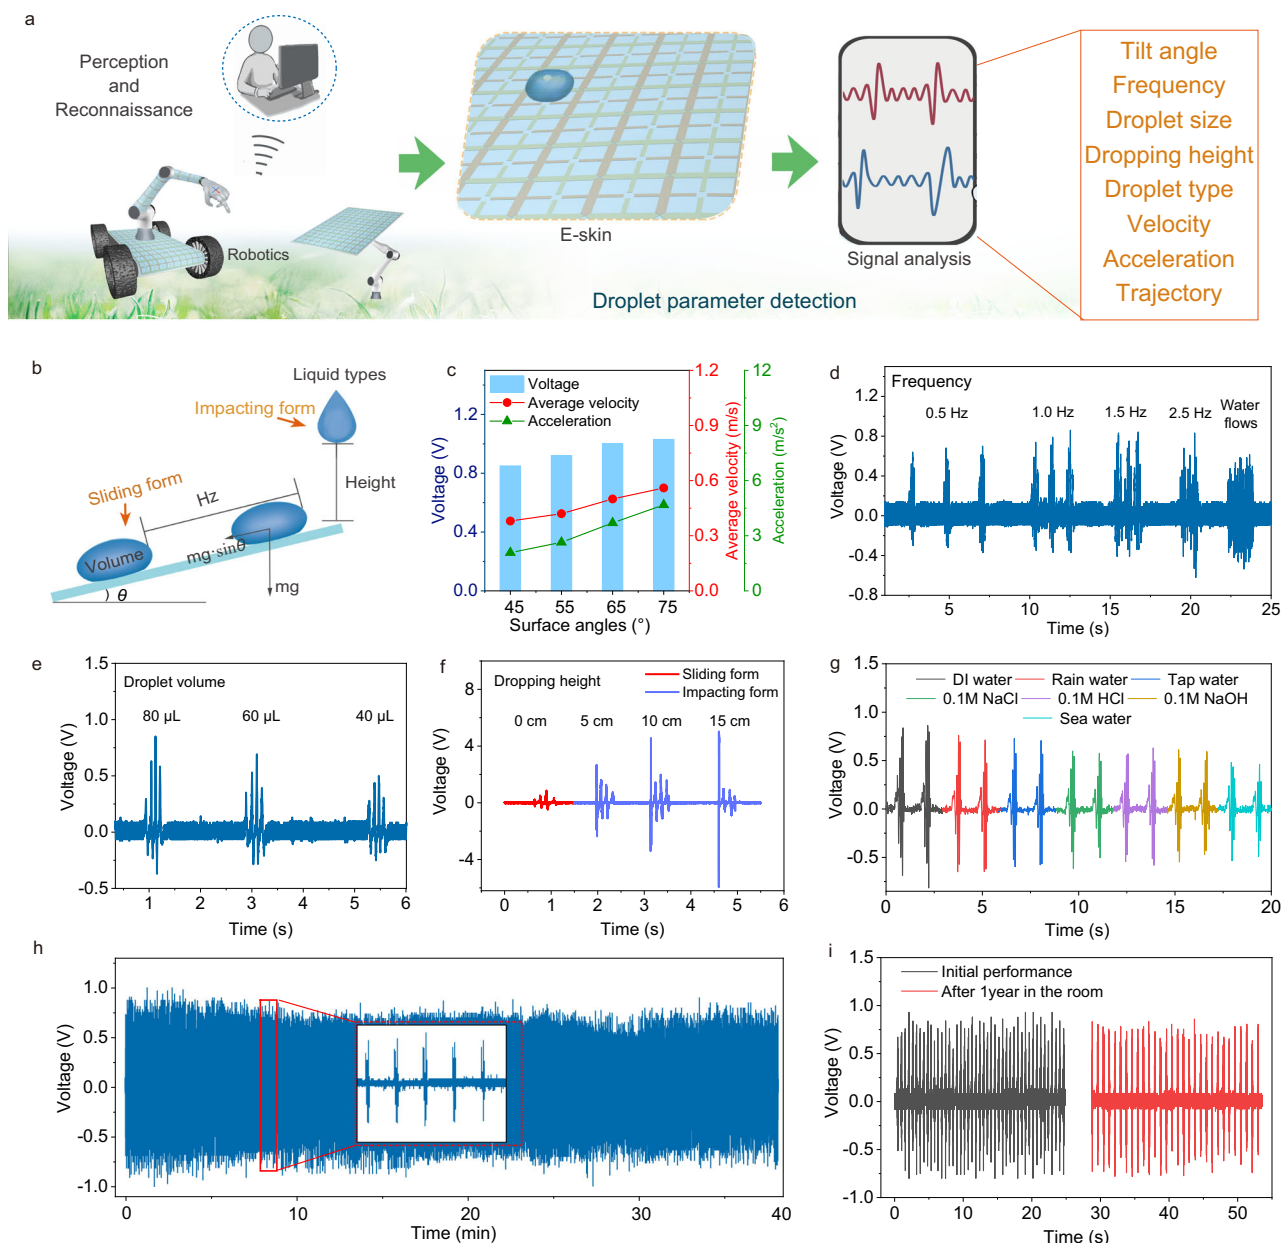 a
Perception
and
Reconnaissance
Robotics
E-skin
Signal analysis
Droplet parameter detection
Tilt angle
Frequency
Droplet size
Dropping height
Droplet type
Velocity
Acceleration
Trajectory
b
Liquid types
Impacting form
Sliding form
Hz
Height
Volume
mg·sinθ
mg
θ
c
Voltage
Average velocity
Acceleration
Voltage (V)
0.0 0.4 0.8 1.2
Average velocity (m/s)
0.0 0.3 0.6 0.9 1.2
Acceleration (m/s²)
0 3 6 9 12
45 55 65 75
Surface angles (°)
d
Frequency
0.5 Hz 1.0 Hz 1.5 Hz 2.5 Hz Water
flows
Voltage (V)
1.2
0.8
0.4
0.0
-0.4
-0.8
5 10 15 20 25
Time (s)
e
Droplet volume
80 µL 60 µL 40 µL
Voltage (V)
1.5
1.0
0.5
0.0
-0.5
1 2 3 4 5 6
Time (s)
f
Dropping height
Sliding form
Impacting form
0 cm 5 cm 10 cm 15 cm
Voltage (V)
8
4
0
-4
0 1 2 3 4 5 6
Time (s)
g
DI water Rain water Tap water
0.1M NaCl 0.1M HCl 0.1M NaOH
Sea water
Voltage (V)
1.5
1.0
0.5
0.0
-0.5
0 5 10 15 20
Time (s)
h
Voltage (V)
1.0
0.5
0.0
-0.5
-1.0
0 10 20 30 40
Time (min)
i
Initial performance
After 1year in the room
Voltage (V)
1.5
1.0
0.5
0.0
-0.5
-1.0
0 10 20 30 40 50
Time (s)